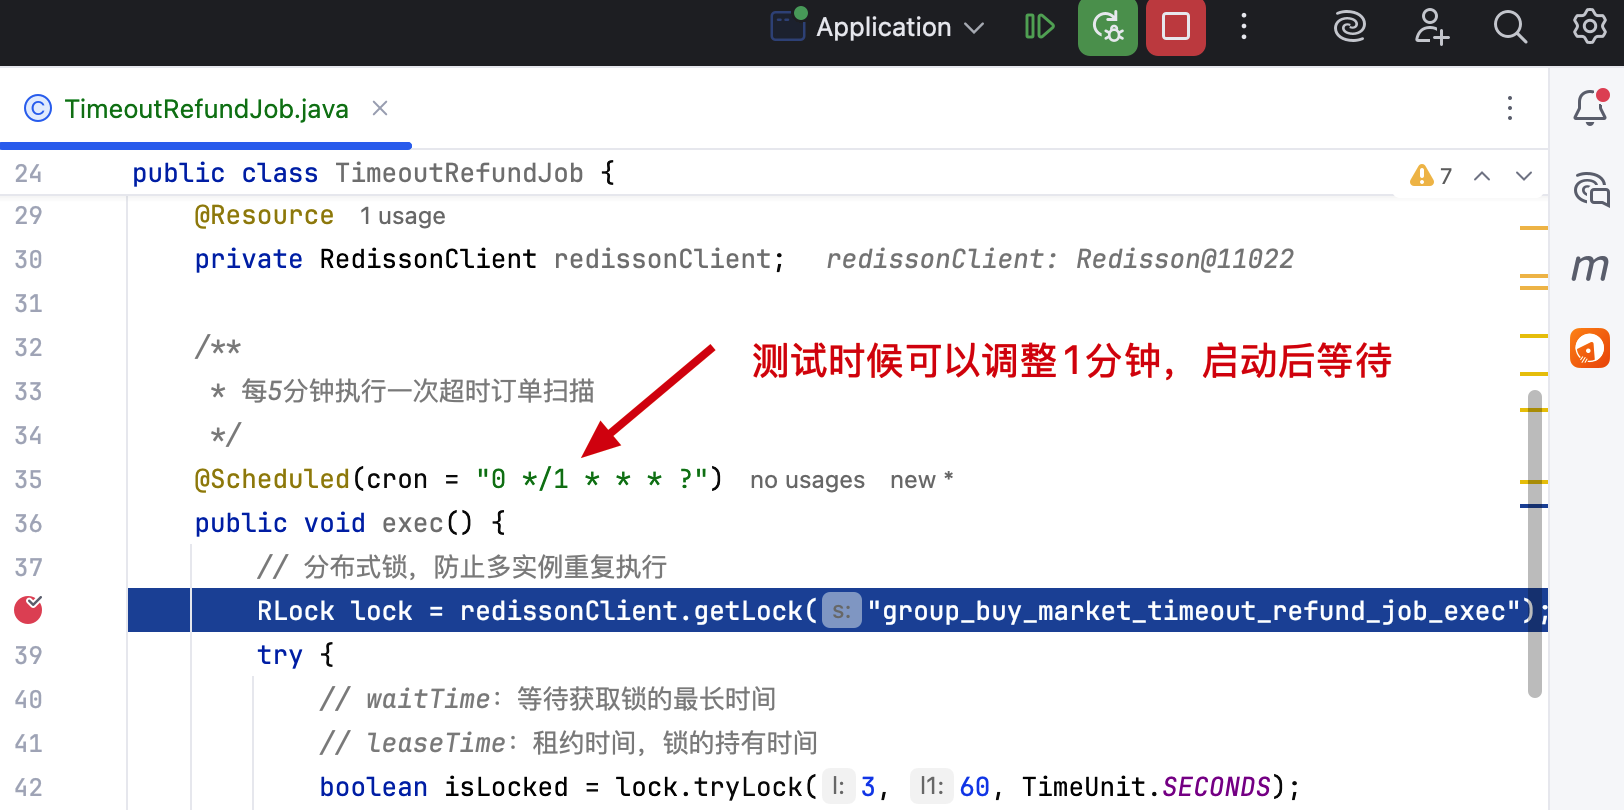 Application
TimeoutRefundJob.java
24 public class TimeoutRefundJob {
7
29 @Resource 1 usage
30 private RedissonClient redissonClient; redissonClient: Redisson@11022
31
32 /**
测试时候可以调整1分钟，启动后等待
33 * 每5分钟执行一次超时订单扫描
34 */
35 @Scheduled(cron = "0 */1 * * * ?") no usages new *
36 public void exec() {
37 // 分布式锁，防止多实例重复执行
RLock lock = redissonClient.getLock( s: "group_buy_market_timeout_refund_job_exec");
39 try {
40 // waitTime：等待获取锁的最长时间
41 // leaseTime：租约时间，锁的持有时间
42 boolean isLocked = lock.tryLock( l: 3, l1: 60, TimeUnit.SECONDS);
m